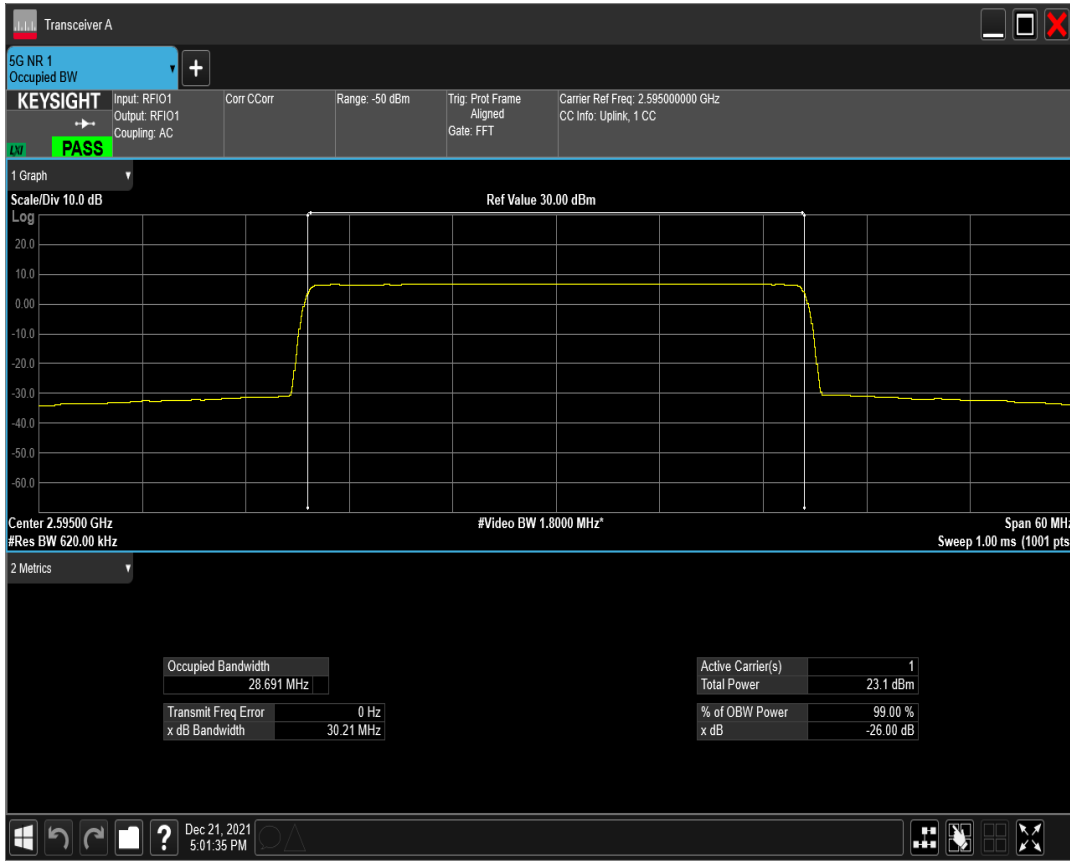 Transceiver A
5G NR 1
Occupied BW
+
KEYSIGHT
Input: RFIO1
Output: RFIO1
Coupling: AC
Corr CCorr
Range: -50 dBm
Trig: Prot Frame
Aligned
Gate: FFT
Carrier Ref Freq: 2.595000000 GHz
CC Info: Uplink, 1 CC
LXI
PASS
1 Graph
Scale/Div 10.0 dB
Ref Value 30.00 dBm
Log
20.0
10.0
0.00
-10.0
-20.0
-30.0
-40.0
-50.0
-60.0
Center 2.59500 GHz
#Video BW 1.8000 MHz*
Span 60 MHz
#Res BW 620.00 kHz
Sweep 1.00 ms (1001 pts
2 Metrics
Occupied Bandwidth
28.691 MHz
Transmit Freq Error 0 Hz
x dB Bandwidth 30.21 MHz
Active Carrier(s) 1
Total Power 23.1 dBm
% of OBW Power 99.00 %
x dB -26.00 dB
?
Dec 21, 2021
5:01:35 PM